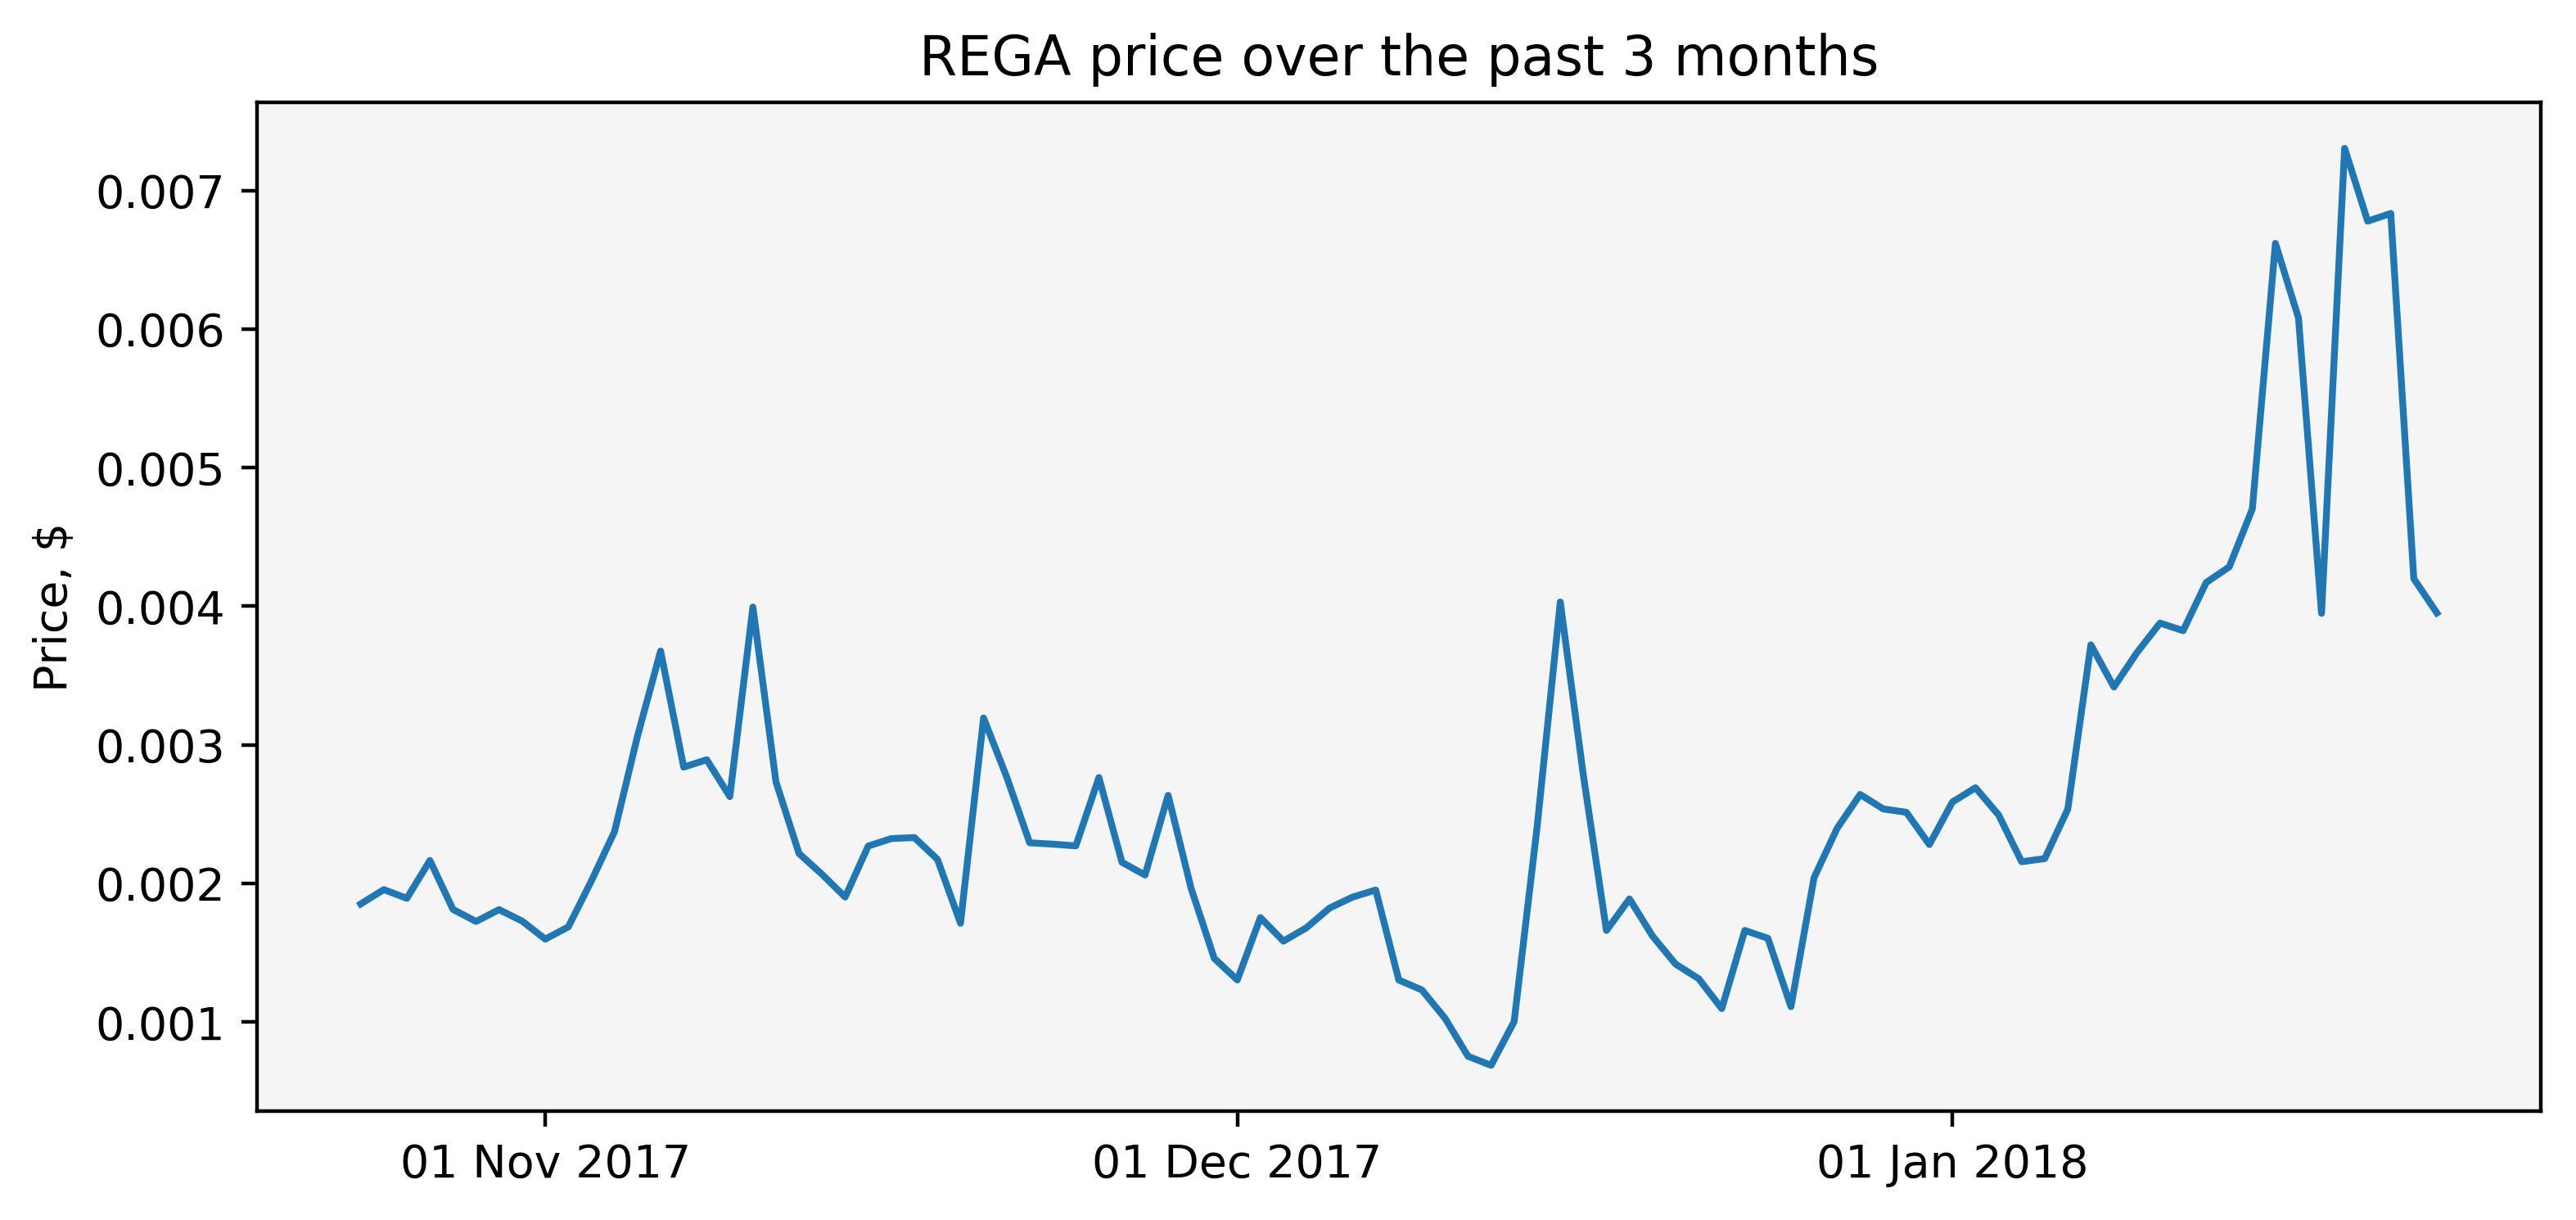 REGA price over the past 3 months
Price, $
0.007
0.006
0.005
0.004
0.003
0.002
0.001
01 Nov 2017
01 Dec 2017
01 Jan 2018